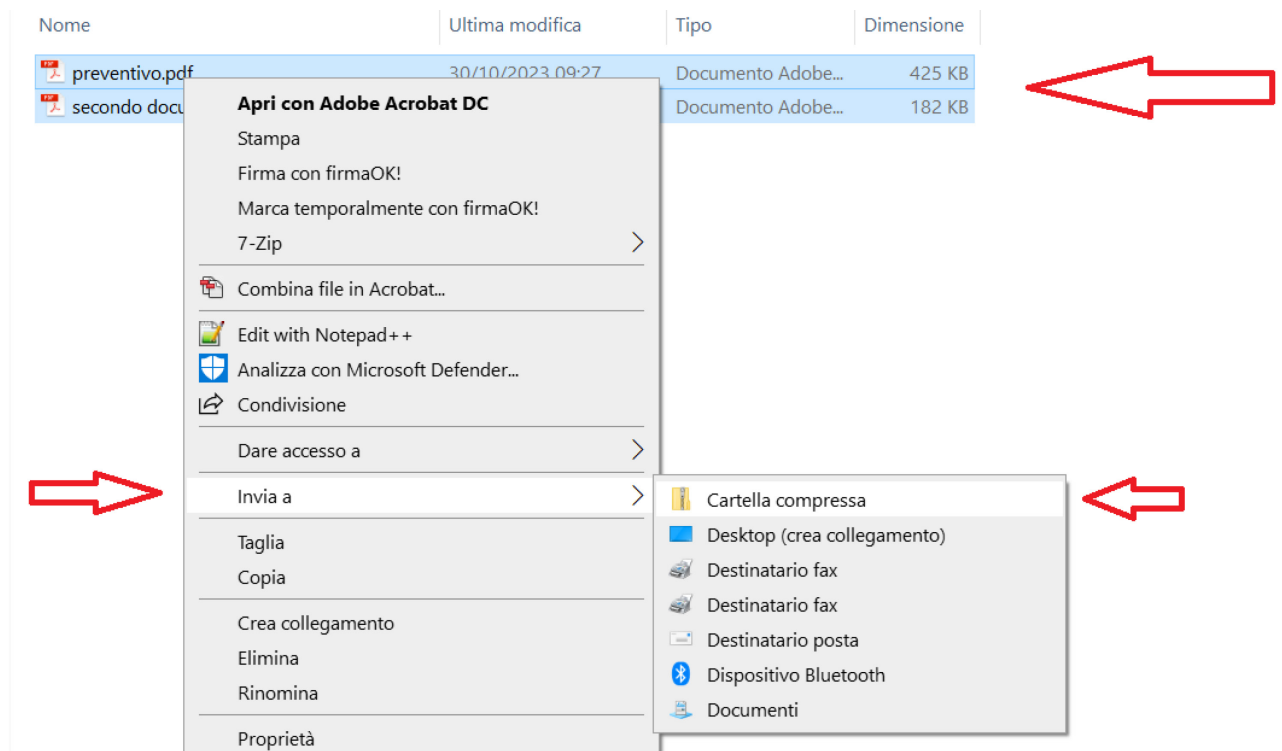 Nome Ultima modifica Tipo Dimensione
preventivo.pdf 30/10/2023 09:27 Documento Adobe... 425 KB
secondo docu Documento Adobe... 182 KB
Apri con Adobe Acrobat DC
Stampa
Firma con firmaOK!
Marca temporalmente con firmaOK!
7-Zip
Combina file in Acrobat...
Edit with Notepad++
Analizza con Microsoft Defender...
Condivisione
Dare accesso a
Invia a
Taglia
Copia
Crea collegamento
Elimina
Rinomina
Proprietà
Cartella compressa
Desktop (crea collegamento)
Destinatario fax
Destinatario fax
Destinatario posta
Dispositivo Bluetooth
Documenti